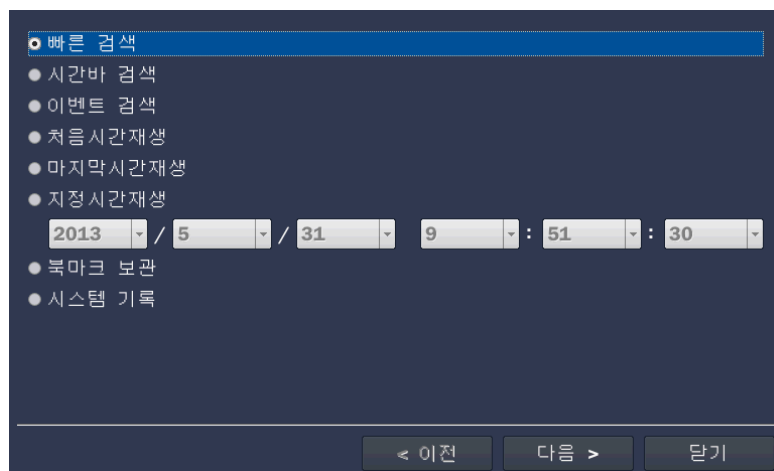 빠른 검색
시간바 검색
이벤트 검색
처음시간재생
마지막시간재생
지정시간재생
2013 / 5 / 31 9 : 51 : 30
북마크 보관
시스템 기록
< 이전 다음 > 닫기